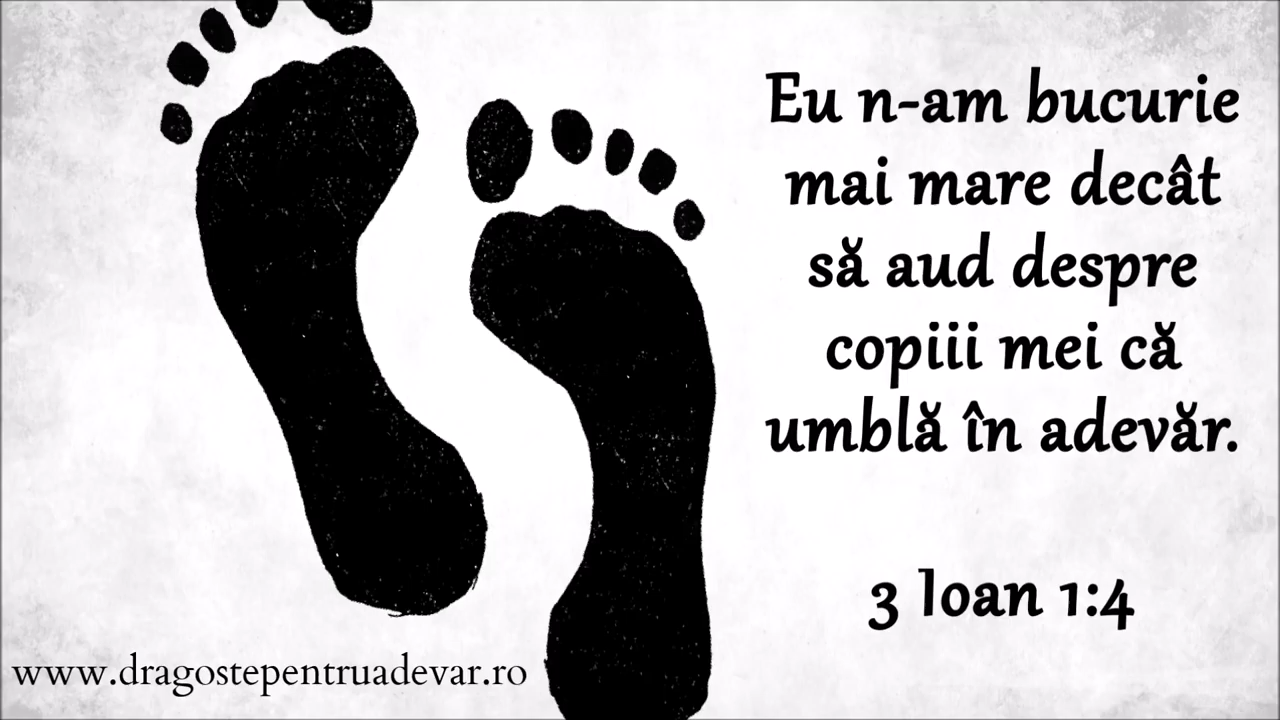 Eu n-am bucurie
mai mare decât
să aud despre
copiii mei că
umblă în adevăr.
3 Ioan 1:4
www.dragostepentruadevar.ro